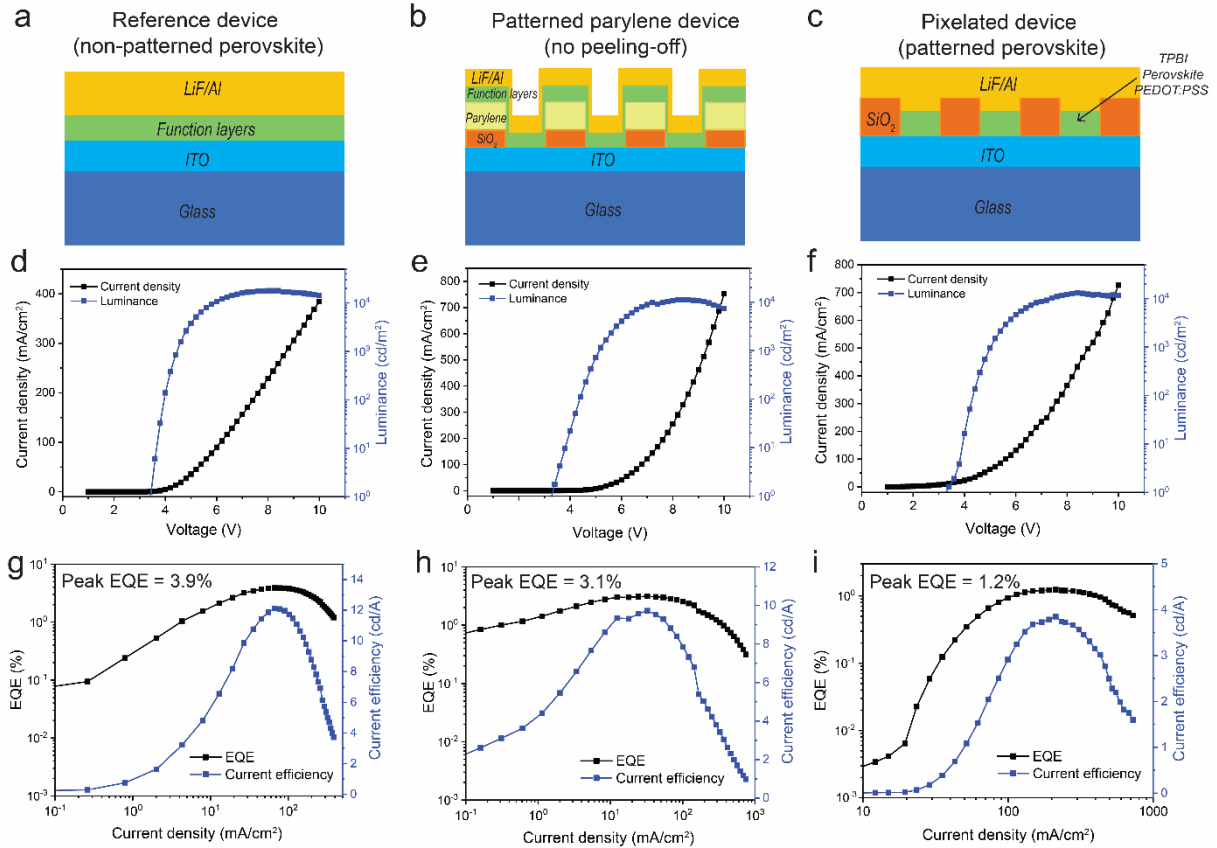 a
Reference device
(non-patterned perovskite)
LiF/Al
Function layers
ITO
Glass
b
Patterned parylene device
(no peeling-off)
LiF/Al
Function layers
Parylene
SiO₂
ITO
Glass
c
Pixelated device
(patterned perovskite)
TPBI
Perovskite
PEDOT:PSS
LiF/Al
SiO₂
ITO
Glass
d
Current density
Luminance
Current density (mA/cm²)
400
300
200
100
0
0 2 4 6 8 10
Voltage (V)
10⁴
10³
10²
10¹
10⁰
Luminance (cd/m²)
e
Current density
Luminance
Current density (mA/cm²)
800
700
600
500
400
300
200
100
0
0 2 4 6 8 10
Voltage (V)
10⁵
10⁴
10³
10²
10¹
10⁰
Luminance (cd/m²)
f
Current density
Luminance
Current density (mA/cm²)
800
700
600
500
400
300
200
100
0
0 2 4 6 8 10
Voltage (V)
10⁵
10⁴
10³
10²
10¹
10⁰
Luminance (cd/m²)
g
Peak EQE = 3.9%
EQE (%)
10¹
10⁰
10⁻¹
10⁻²
10⁻³
EQE
Current efficiency
10⁻¹ 10⁰ 10¹ 10²
Current density (mA/cm²)
14
12
10
8
6
4
2
0
Current efficiency (cd/A)
h
Peak EQE = 3.1%
EQE (%)
10¹
10⁰
10⁻¹
10⁻²
10⁻³
EQE
Current efficiency
10⁻¹ 10⁰ 10¹ 10² 10³
Current density (mA/cm²)
12
10
8
6
4
2
0
Current efficiency (cd/A)
i
Peak EQE = 1.2%
EQE (%)
10⁰
10⁻¹
10⁻²
10⁻³
EQE
Current efficiency
10 100 1000
Current density (mA/cm²)
5
4
3
2
1
0
Current efficiency (cd/A)